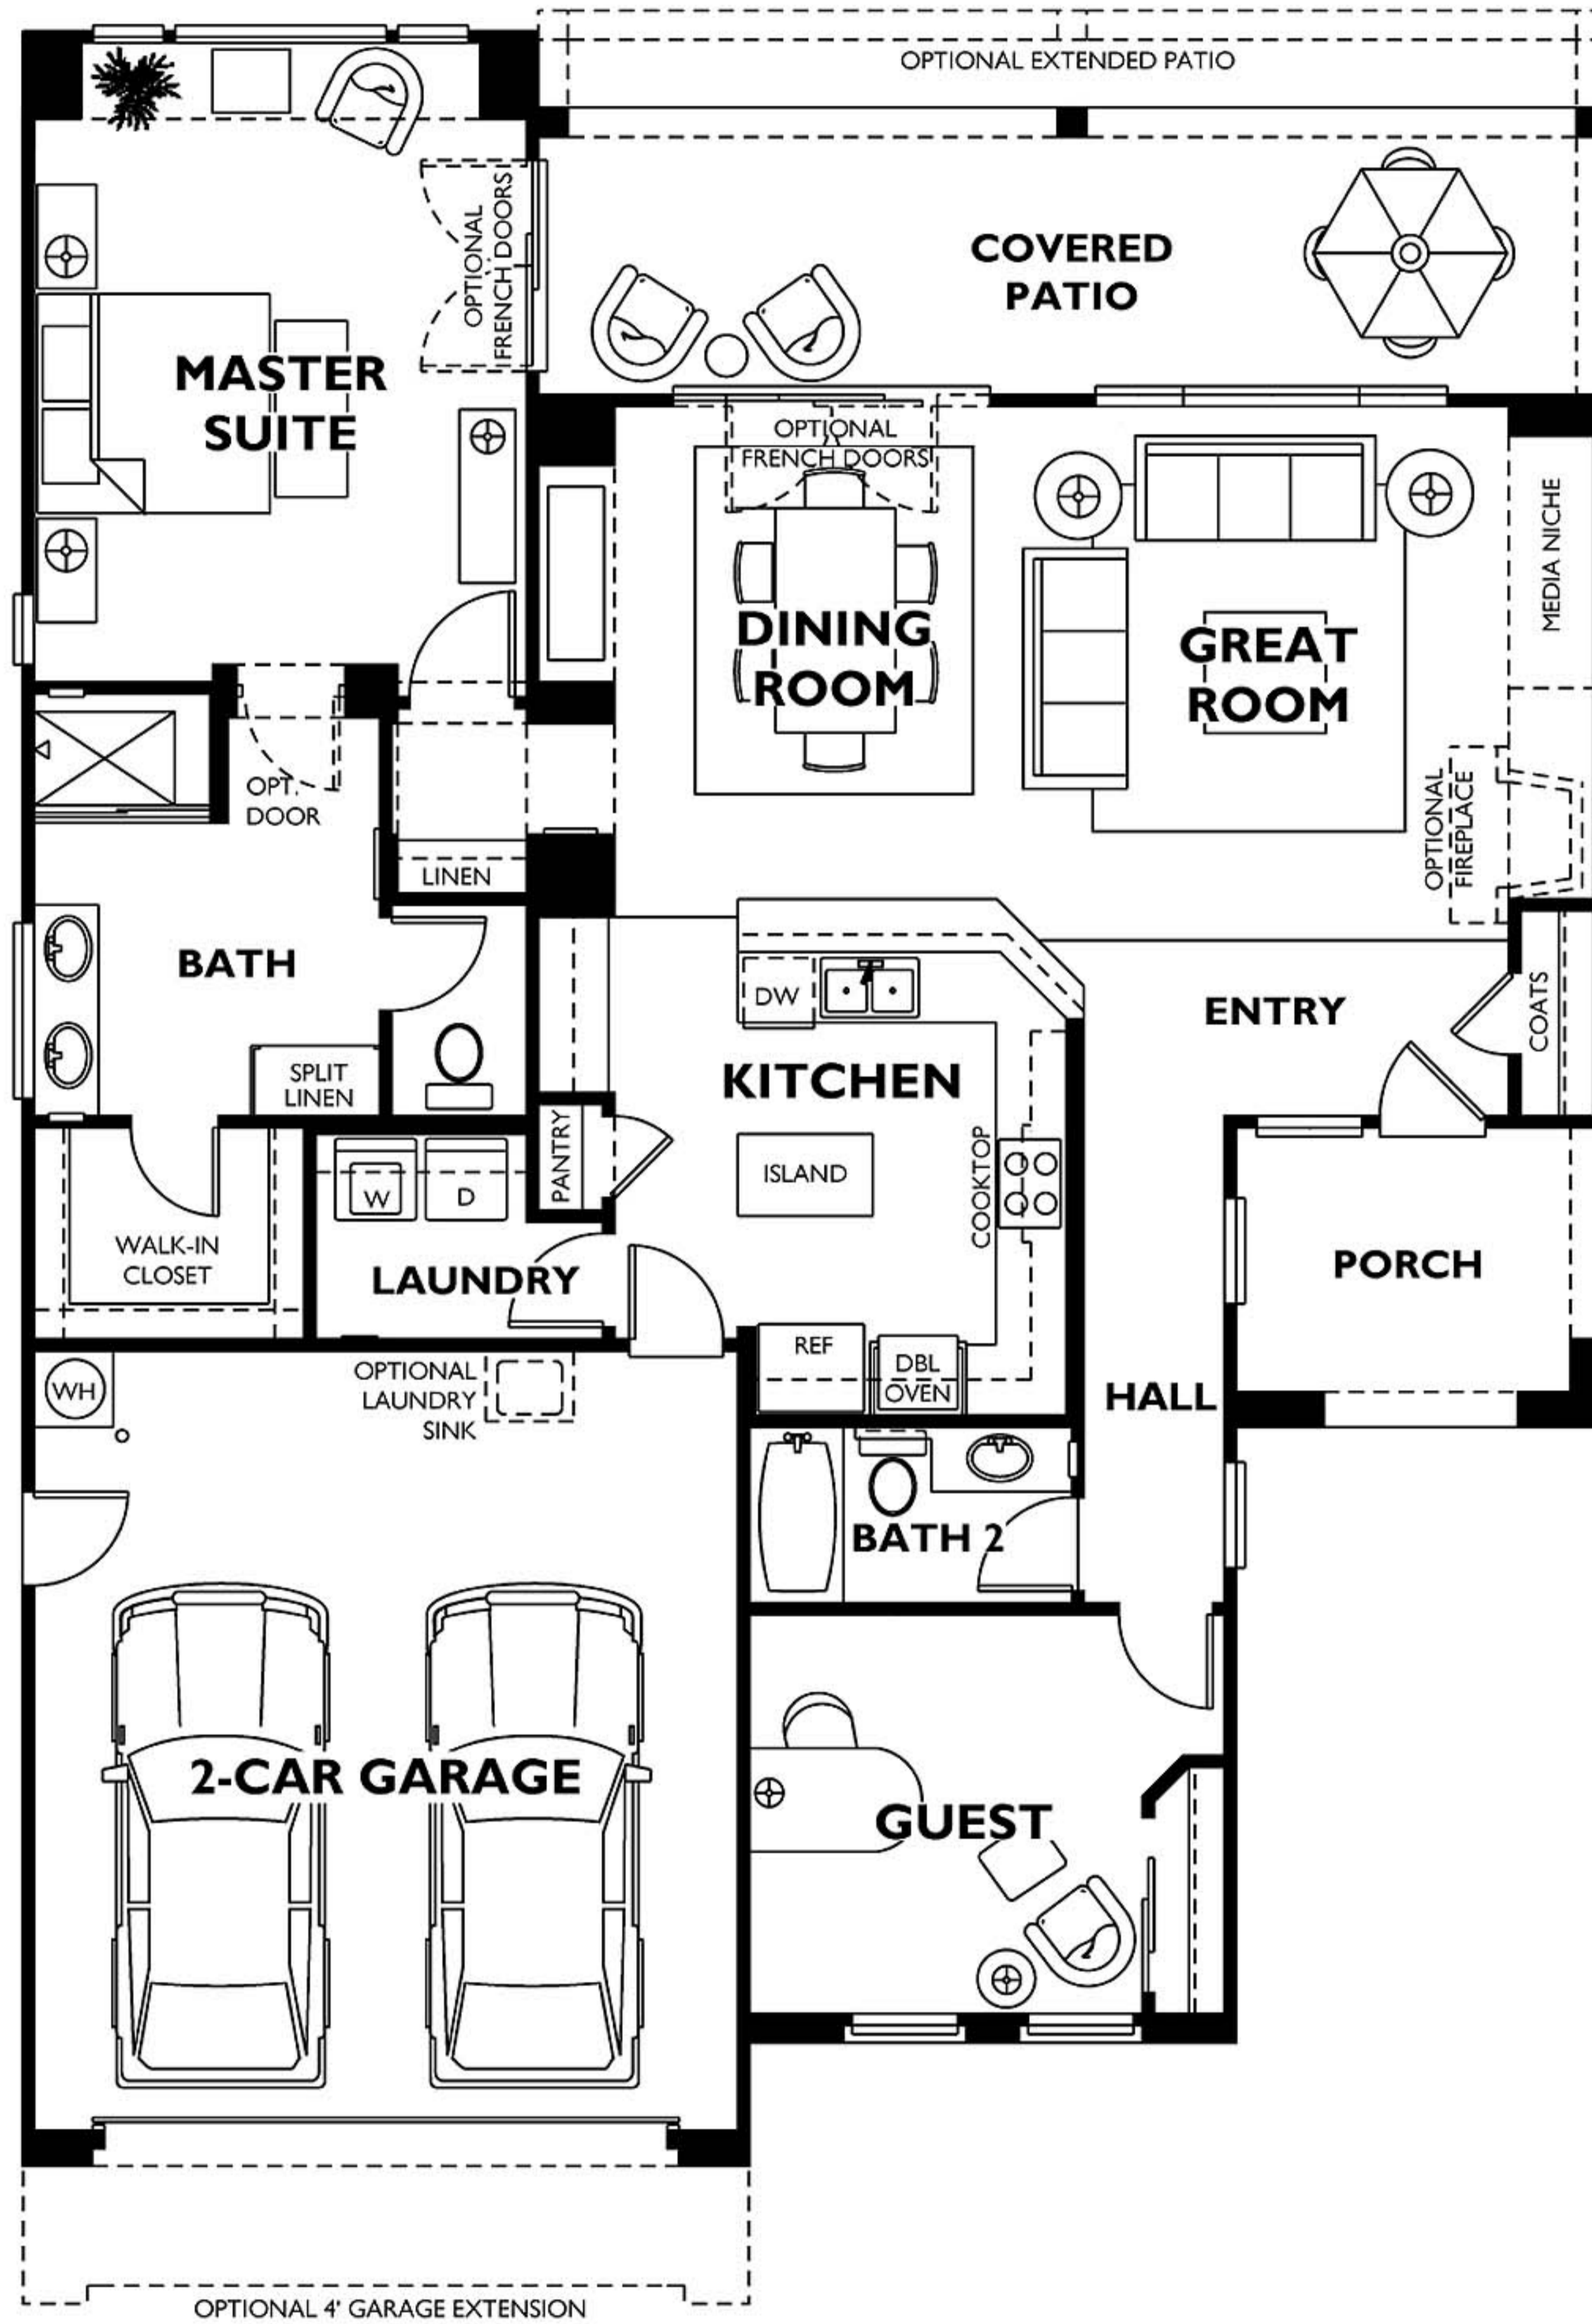 OPTIONAL EXTENDED PATIO
OPTIONAL
FRENCH DOORS
COVERED
PATIO
MASTER
SUITE
OPTIONAL
FRENCH DOORS
MEDIA NICHE
DINING
ROOM
GREAT
ROOM
OPT.
DOOR
OPTIONAL
FIREPLACE
LINEN
BATH
DW
ENTRY
COATS
SPLIT
LINEN
KITCHEN
PANTRY
ISLAND
COOKTOP
W
D
WALK-IN
CLOSET
LAUNDRY
PORCH
REF
DBL
OVEN
WH
OPTIONAL
LAUNDRY
SINK
HALL
BATH 2
2-CAR GARAGE
GUEST
OPTIONAL 4' GARAGE EXTENSION